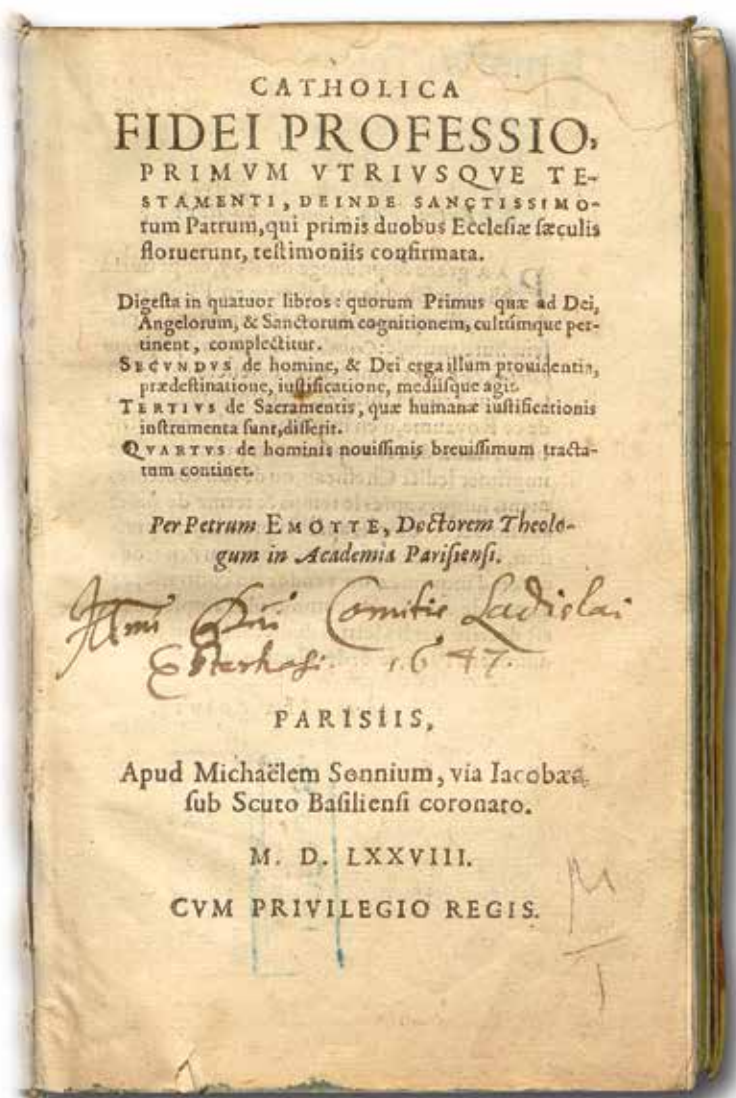 CATHOLICA
FIDEI PROFESSIO,
PRIMVM VTRIVSQVE TE-
STAMENTI, DEINDE SANCTISSIMO-
rum Patrum, qui primis duobus Ecclesiæ sæculis
floruerunt, testimoniis confirmata.
Digesta in quatuor libros: quorum Primus quæ ad Dei,
Angelorum, & Sanctorum cognitionem, cultúmque per-
tinent, complectitur.
SECVNDVS de homine, & Dei erga illum prouidentia,
prædestinatione, iustificatione, mediisque agit.
TERTIVS de Sacramentis, quæ humanæ iustificationis
instrumenta sunt, disserit.
QVARTVS de hominis nouissimis breuissimum tracta-
tum continet.
Per Petrum EMOTTE, Doctorem Theolo-
gum in Academia Parisiensi.
Comitis Ladislai
Esterhasi. 1647.
PARISIIS,
Apud Michaëlem Sonnium, via Iacobæa,
sub Scuto Basiliensi coronato.
M. D. LXXVIII.
CVM PRIVILEGIO REGIS.
M
T